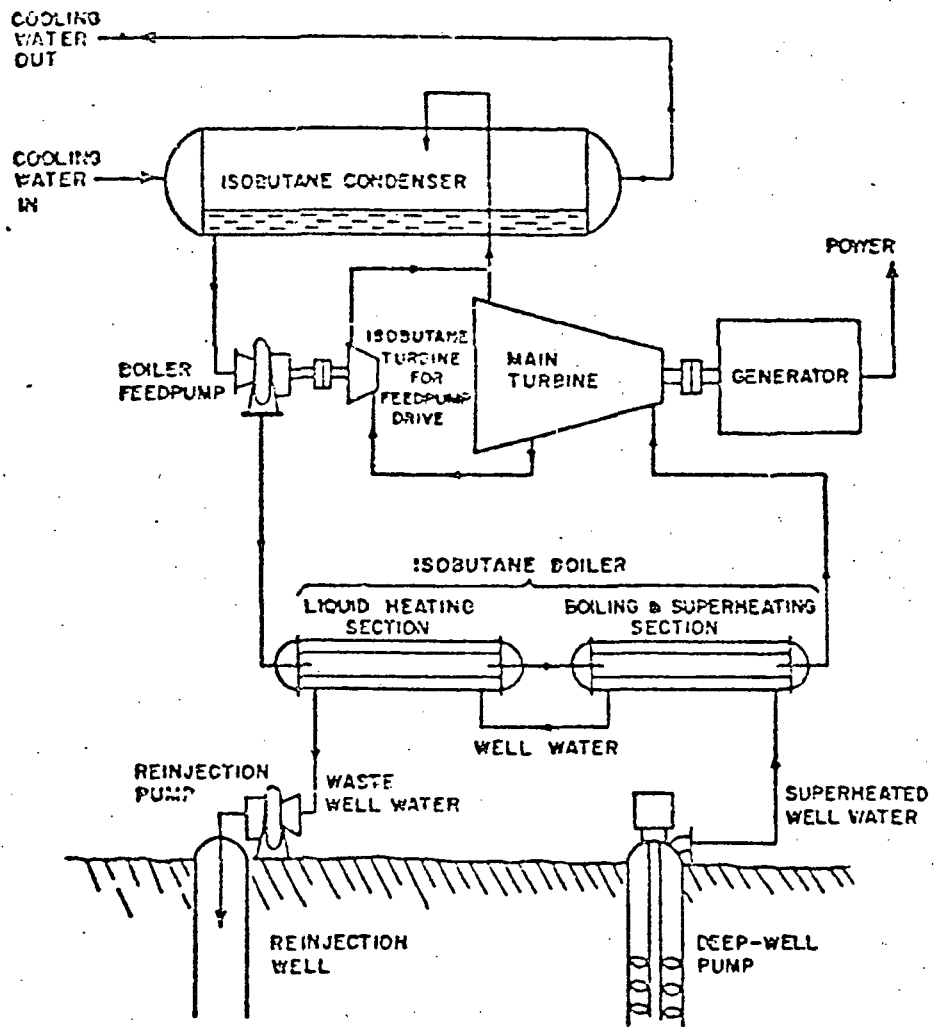 COOLING
WATER
OUT
COOLING
WATER
IN
ISOBUTANE CONDENSER
POWER
BOILER
FEEDPUMP
ISOBUTANE
TURBINE
FOR
FEEDPUMP
DRIVE
MAIN
TURBINE
GENERATOR
ISOBUTANE BOILER
LIQUID HEATING
SECTION
BOILING & SUPERHEATING
SECTION
WELL WATER
REINJECTION
PUMP
WASTE
WELL WATER
SUPERHEATED
WELL WATER
REINJECTION
WELL
DEEP-WELL
PUMP